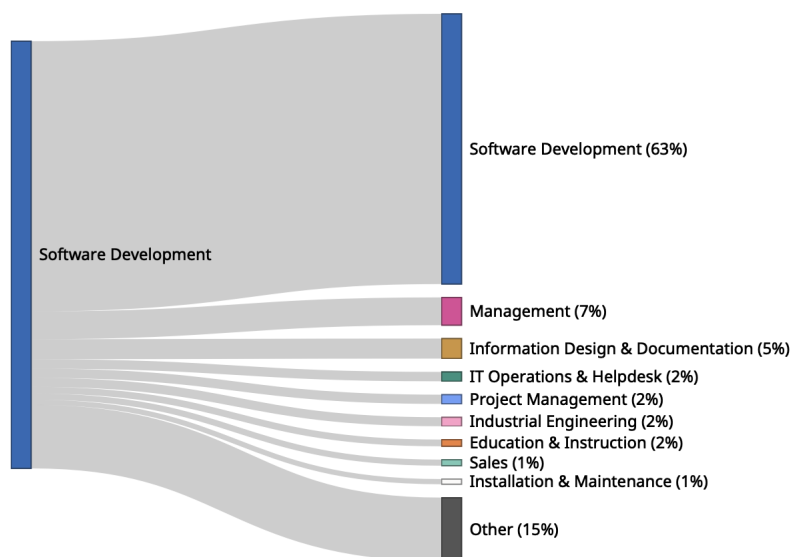 Software Development
Software Development (63%)
Management (7%)
Information Design & Documentation (5%)
IT Operations & Helpdesk (2%)
Project Management (2%)
Industrial Engineering (2%)
Education & Instruction (2%)
Sales (1%)
Installation & Maintenance (1%)
Other (15%)